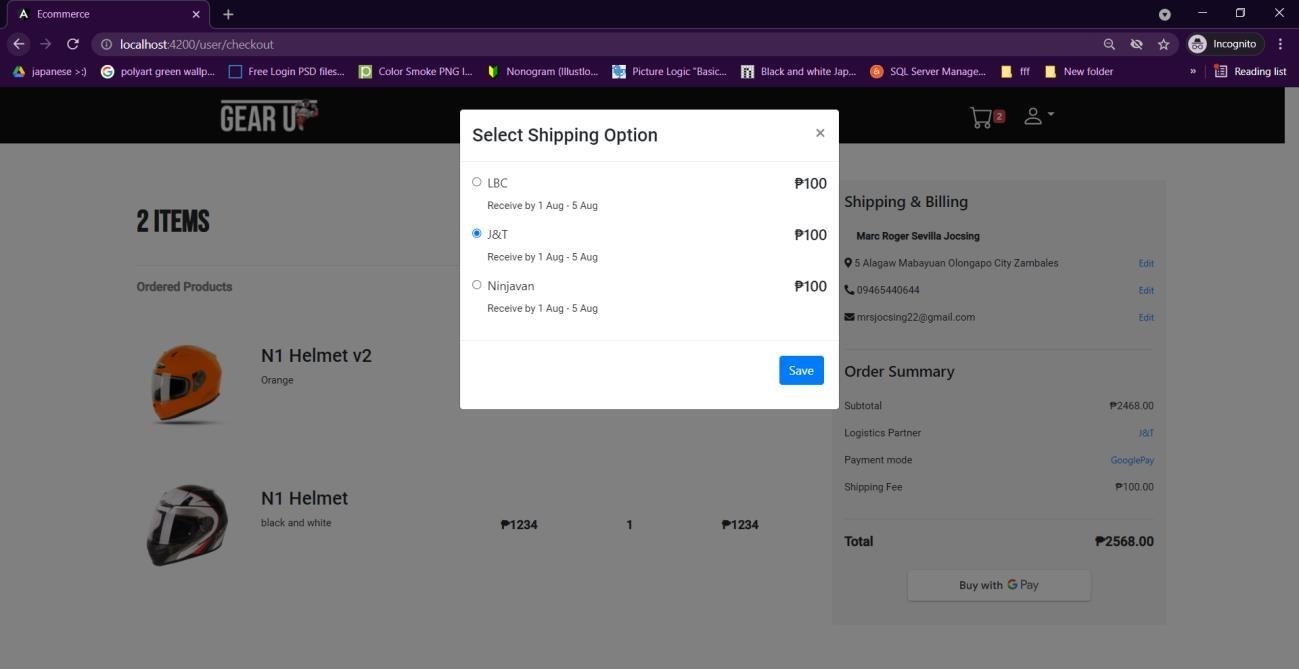 Ecommerce
localhost:4200/user/checkout
Incognito
japanese >:)
polyart green wallp...
Free Login PSD files...
Color Smoke PNG I...
Nonogram (Illustlo...
Picture Logic "Basic...
Black and white Jap...
SQL Server Manage...
fff
New folder
»
Reading list
GEAR U
2
Select Shipping Option
×
LBC ₱100
Receive by 1 Aug - 5 Aug
J&T ₱100
Receive by 1 Aug - 5 Aug
Ninjavan ₱100
Receive by 1 Aug - 5 Aug
Save
2 ITEMS
Ordered Products
N1 Helmet v2
Orange
N1 Helmet
black and white
₱1234 1 ₱1234
Shipping & Billing
Marc Roger Sevilla Jocsing
5 Alagaw Mabayuan Olongapo City Zambales Edit
09465440644 Edit
mrsjocsing22@gmail.com Edit
Order Summary
Subtotal ₱2468.00
Logistics Partner J&T
Payment mode GooglePay
Shipping Fee ₱100.00
Total ₱2568.00
Buy with G Pay